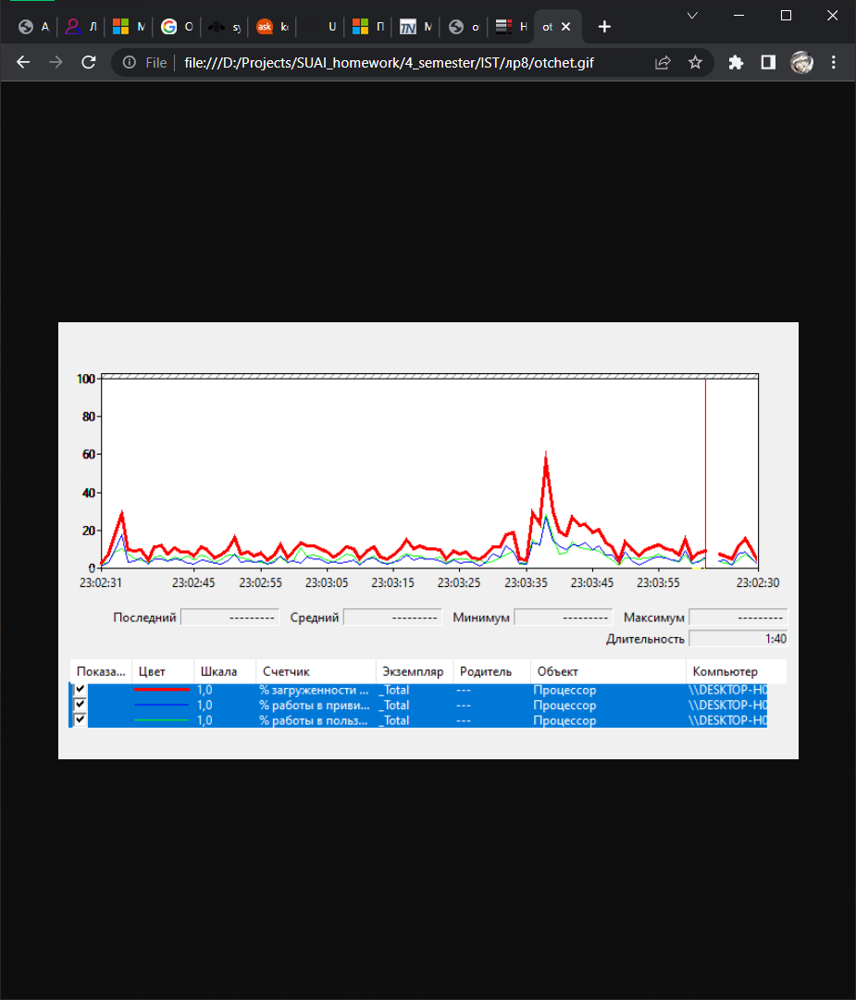 А Л М О sy ask ko U П TN М o Н ot
File file:///D:/Projects/SUAI_homework/4_semester/IST/лр8/otchet.gif
100
80
60
40
20
0
23:02:31 23:02:45 23:02:55 23:03:05 23:03:15 23:03:25 23:03:35 23:03:45 23:03:55 23:02:30
Последний --------- Средний --------- Минимум --------- Максимум ---------
Длительность 1:40
Показа... Цвет Шкала Счетчик Экземпляр Родитель Объект Компьютер
1,0 % загруженности ... _Total --- Процессор \\DESKTOP-H0
1,0 % работы в приви... _Total --- Процессор \\DESKTOP-H0
1,0 % работы в польз... _Total --- Процессор \\DESKTOP-H0